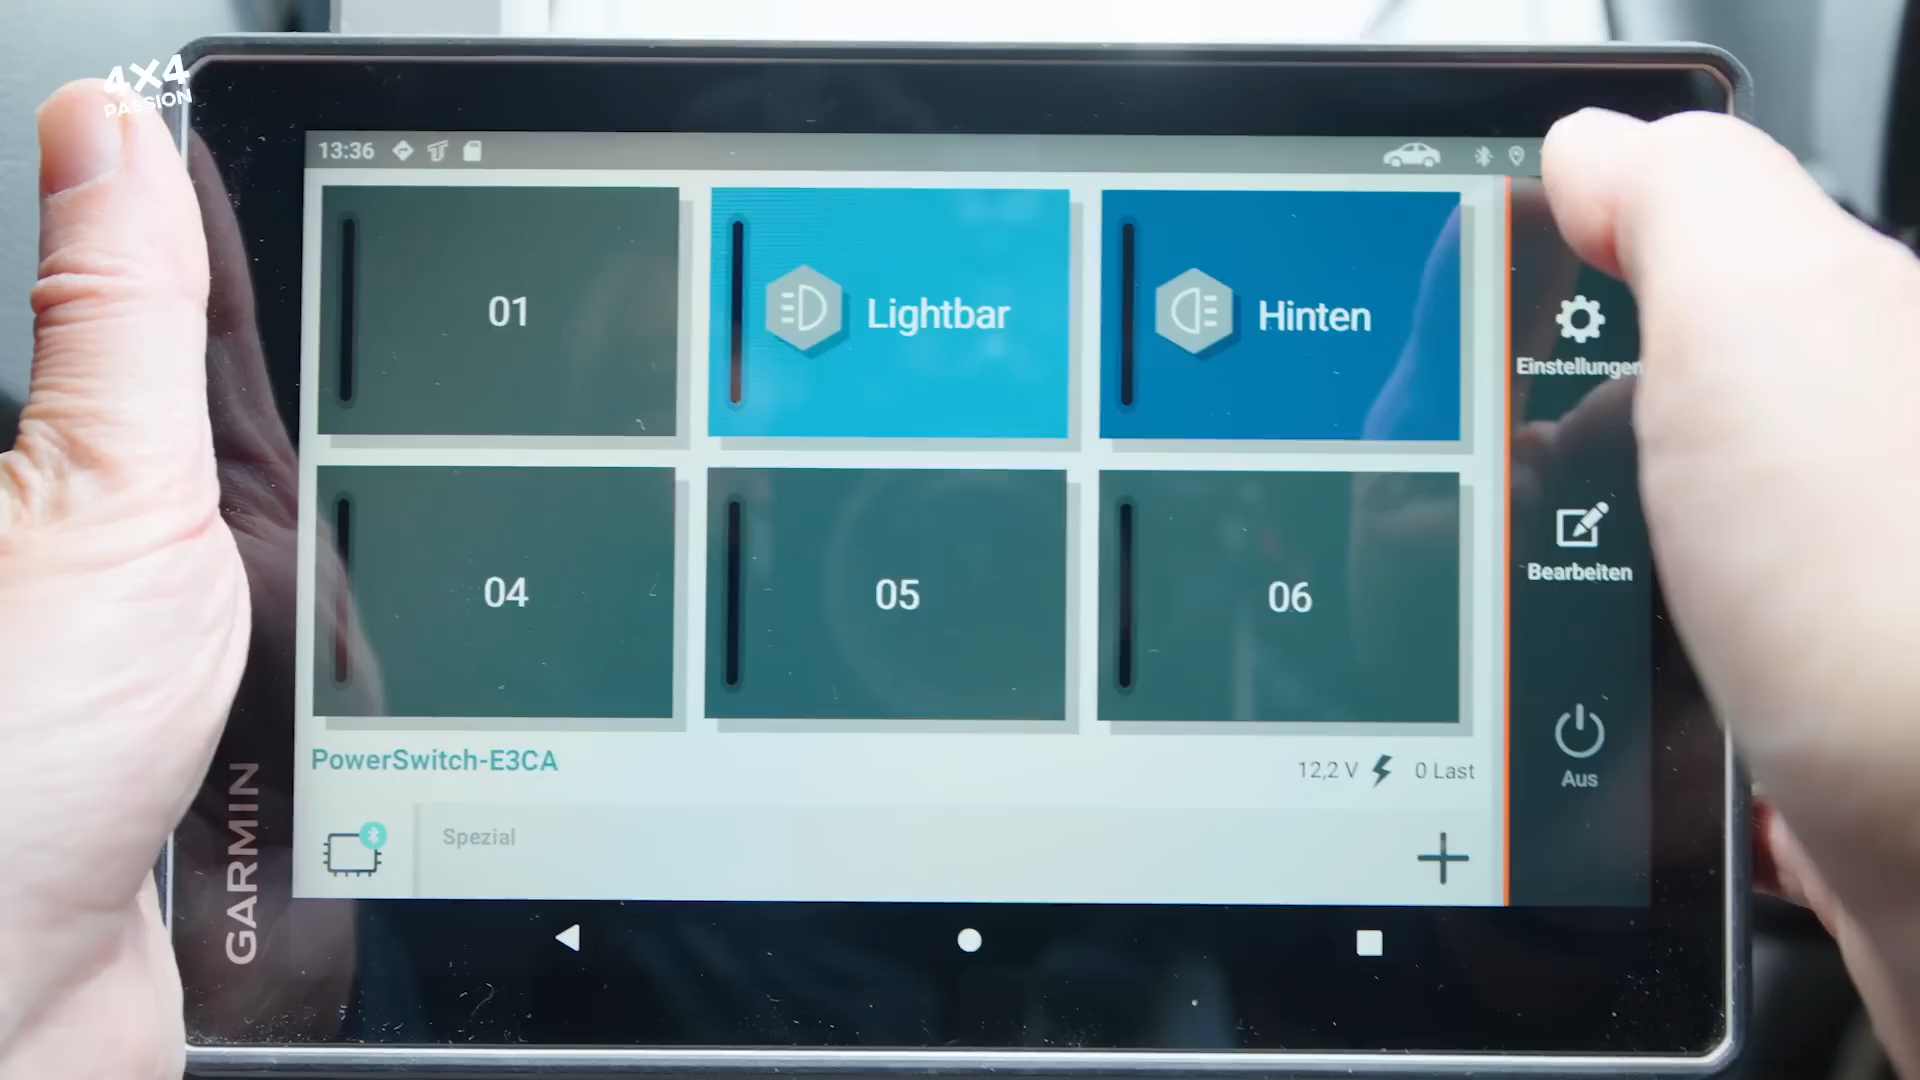 4X4
PASSION
13:36
01
Lightbar
Hinten
Einstellungen
04
05
06
Bearbeiten
PowerSwitch-E3CA
12,2 V
0 Last
Aus
Spezial
GARMIN